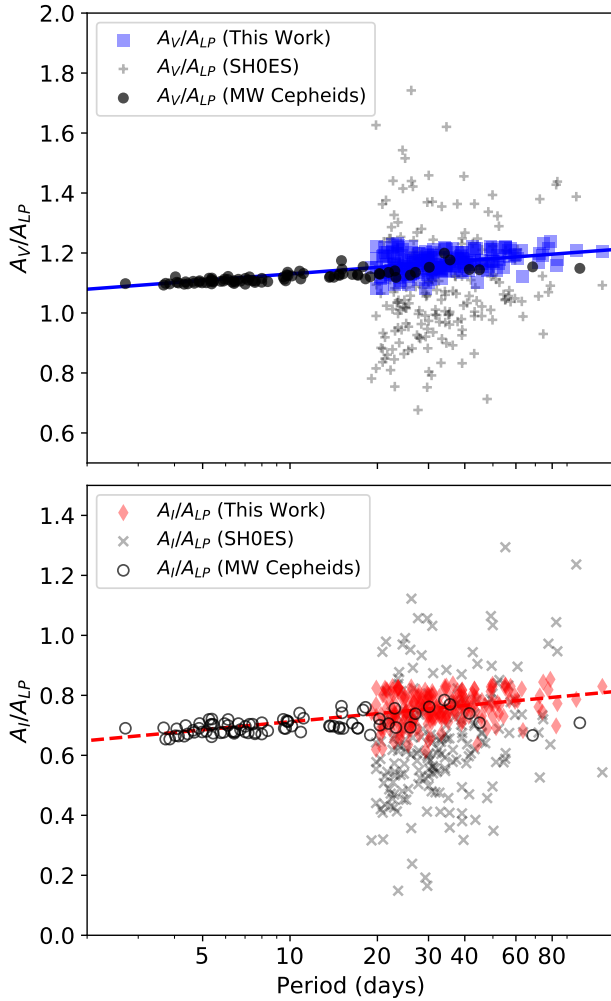 2.0
A_V/A_LP (This Work)
A_V/A_LP (SH0ES)
A_V/A_LP (MW Cepheids)
1.8
1.6
1.4
1.2
1.0
0.8
0.6
A_V/A_LP
A_I/A_LP (This Work)
A_I/A_LP (SH0ES)
A_I/A_LP (MW Cepheids)
1.4
1.2
1.0
0.8
0.6
0.4
0.2
0.0
A_I/A_LP
5 10 20 30 40 60 80
Period (days)